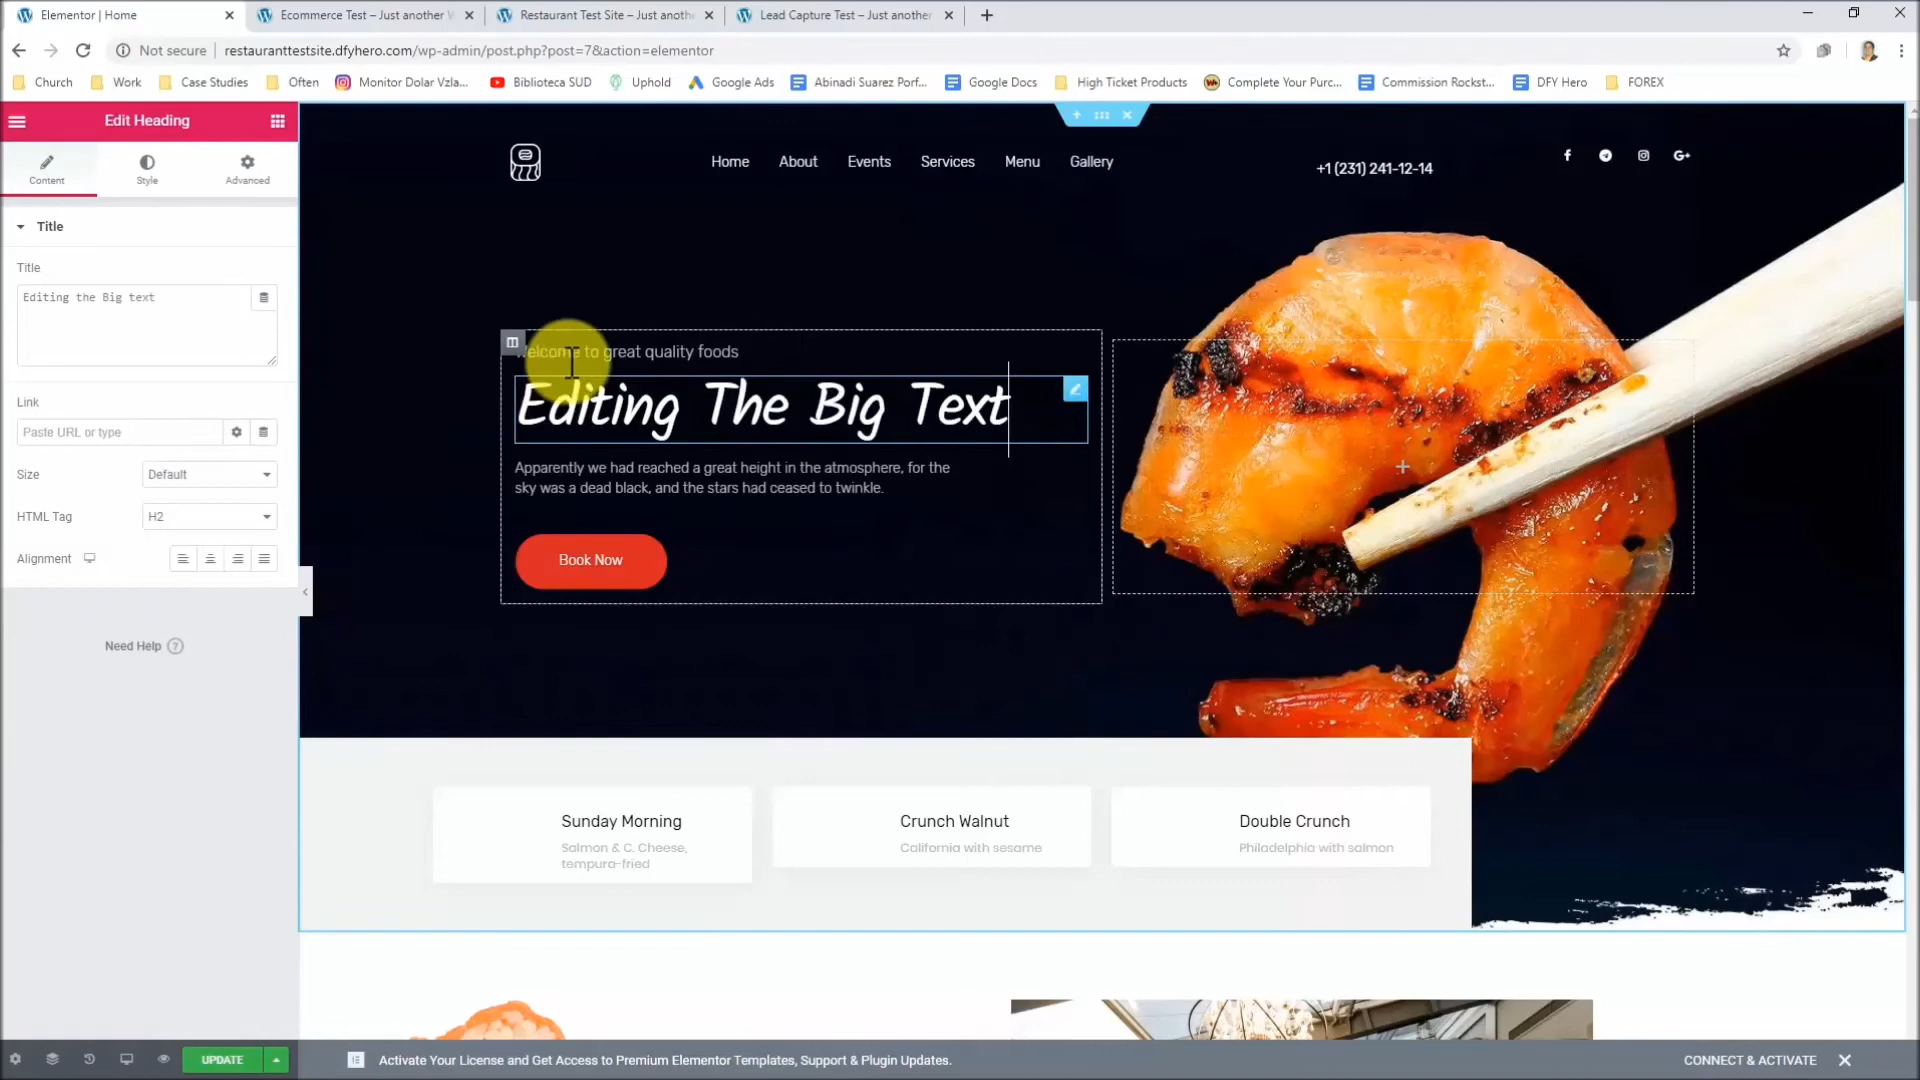 Elementor | Home
Ecommerce Test – Just another W
Restaurant Test Site – Just anoth
Lead Capture Test – Just another
Not secure
restauranttestsite.dfyhero.com/wp-admin/post.php?post=7&action=elementor
Church
Work
Case Studies
Often
Monitor Dolar Vzla...
Biblioteca SUD
Uphold
Google Ads
Abinadi Suarez Porf...
Google Docs
High Ticket Products
Complete Your Purc...
Commission Rockst...
DFY Hero
FOREX
Edit Heading
Content
Style
Advanced
Title
Title
Editing the Big text
Link
Paste URL or type
Size
Default
HTML Tag
H2
Alignment
Need Help
UPDATE
Home
About
Events
Services
Menu
Gallery
+1 (231) 241-12-14
Welcome to great quality foods
Editing The Big Text
Apparently we had reached a great height in the atmosphere, for the
sky was a dead black, and the stars had ceased to twinkle.
Book Now
Sunday Morning
Salmon & C. Cheese,
tempura-fried
Crunch Walnut
California with sesame
Double Crunch
Philadelphia with salmon
Activate Your License and Get Access to Premium Elementor Templates, Support & Plugin Updates.
CONNECT & ACTIVATE